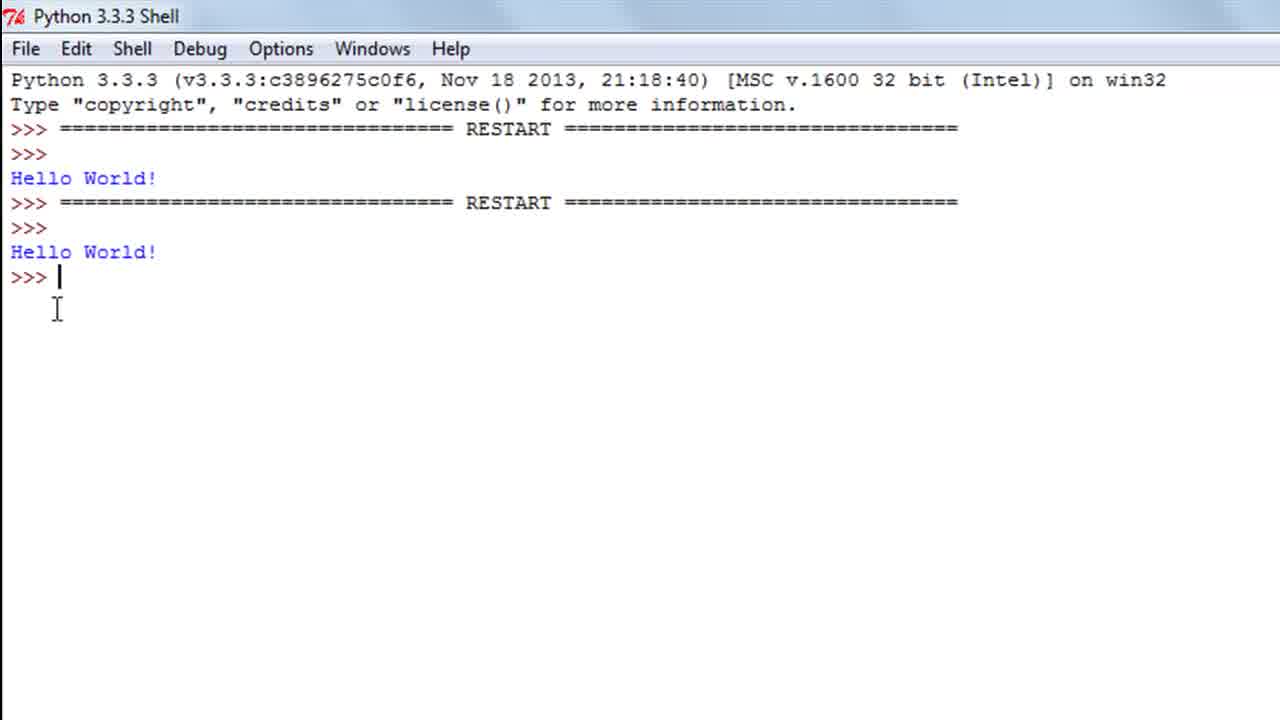 Python 3.3.3 Shell
File Edit Shell Debug Options Windows Help
Python 3.3.3 (v3.3.3:c3896275c0f6, Nov 18 2013, 21:18:40) [MSC v.1600 32 bit (Intel)] on win32
Type "copyright", "credits" or "license()" for more information.
>>> ================================ RESTART ================================
>>>
Hello World!
>>> ================================ RESTART ================================
>>>
Hello World!
>>>